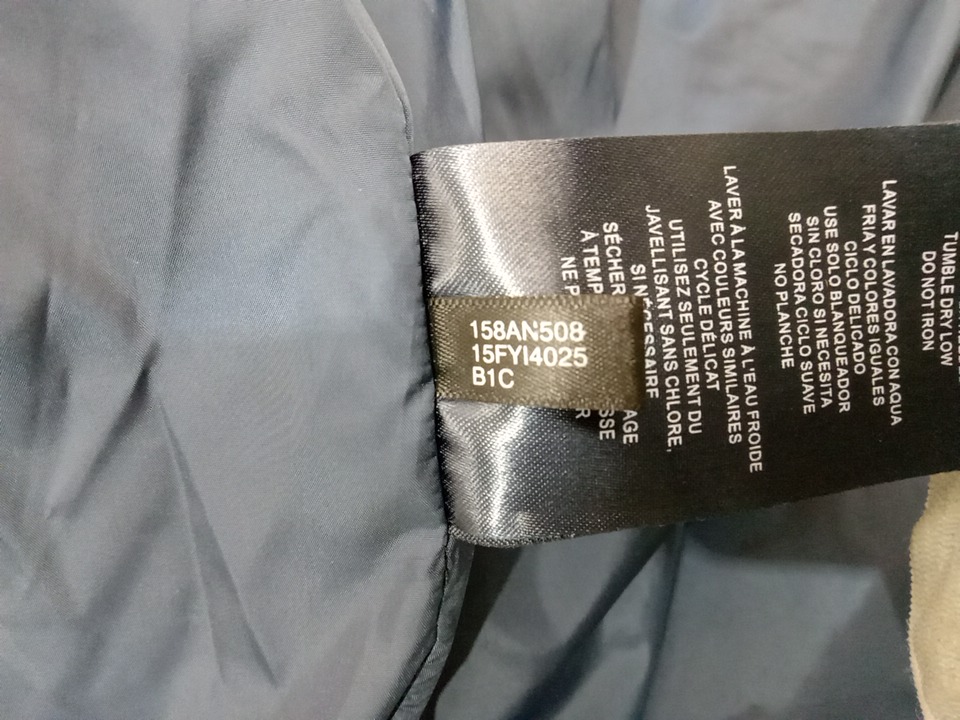 158AN508
15FYI4025
B1C
TUMBLE DRY LOW
DO NOT IRON
LAVAR EN LAVADORA CON AQUA
FRIA Y COLORES IGUALES
CICLO DELICADO
USE SOLO BLANQUEADOR
SIN CLORO SI NECESITA
SECADORA CICLO SUAVE
NO PLANCHE
LAVER À LA MACHINE À L'EAU FROIDE
AVEC COULEURS SIMILAIRES
CYCLE DÉLICAT
UTILISEZ SEULEMENT DU
JAVELLISANT SANS CHLORE,
SI NÉCESSAIRE
SÉCHER
À
NE